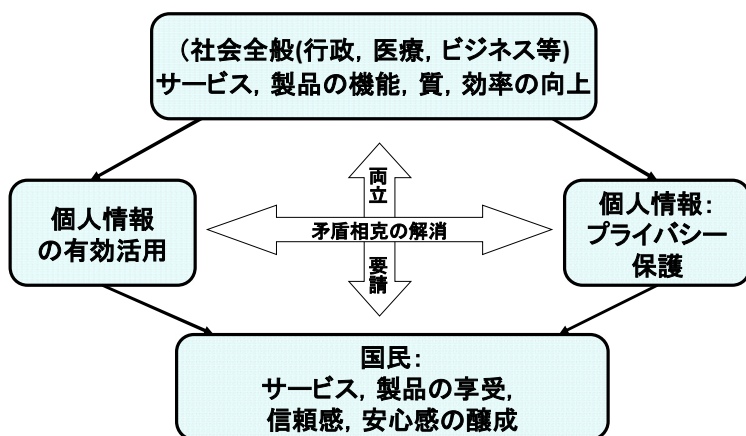 （社会全般(行政, 医療, ビジネス等)
サービス, 製品の機能, 質, 効率の向上
両立
個人情報
の有効活用
矛盾相克の解消
個人情報：
プライバシー
保護
要請
国民：
サービス, 製品の享受,
信頼感, 安心感の醸成